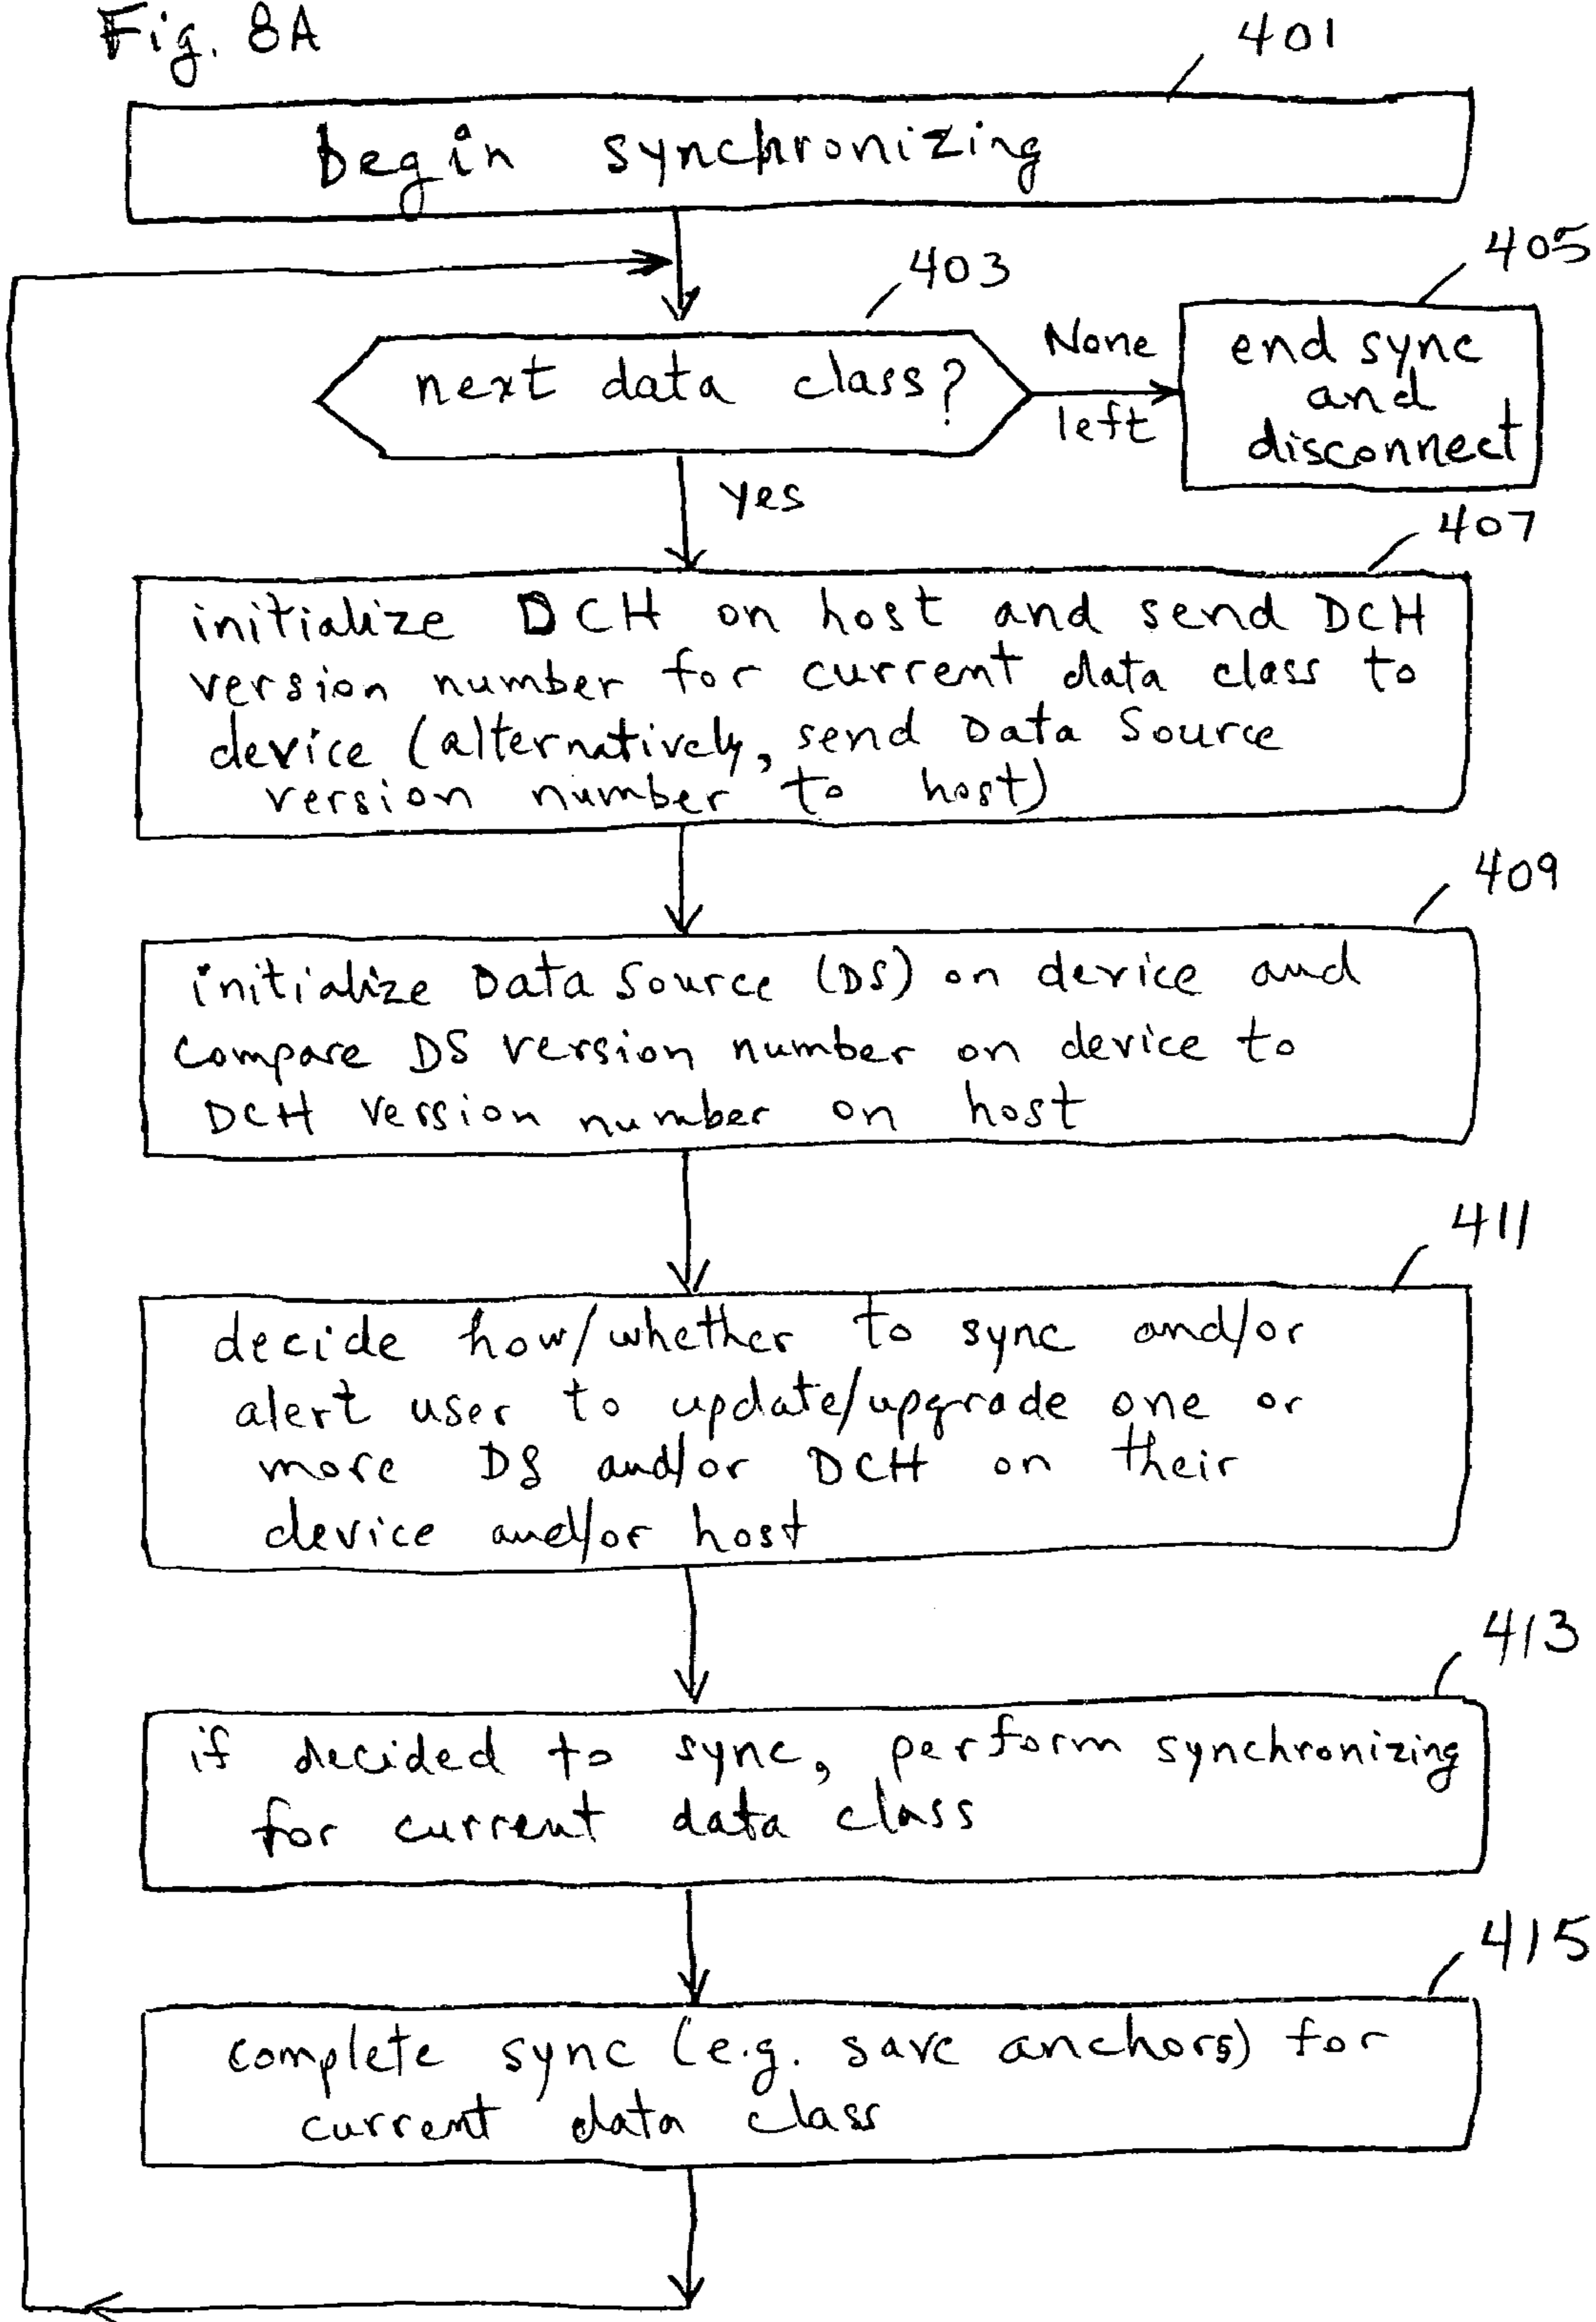 Fig. 8A
401
begin synchronizing
403
405
next data class?
None
left
end sync
and
disconnect
yes
407
initialize DCH on host and send DCH
version number for current data class to
device (alternatively, send Data Source
version number to host)
409
initialize Data Source (DS) on device and
compare DS version number on device to
DCH version number on host
411
decide how/whether to sync and/or
alert user to update/upgrade one or
more DS and/or DCH on their
device and/or host
413
if decided to sync, perform synchronizing
for current data class
415
complete sync (e.g. save anchors) for
current data class